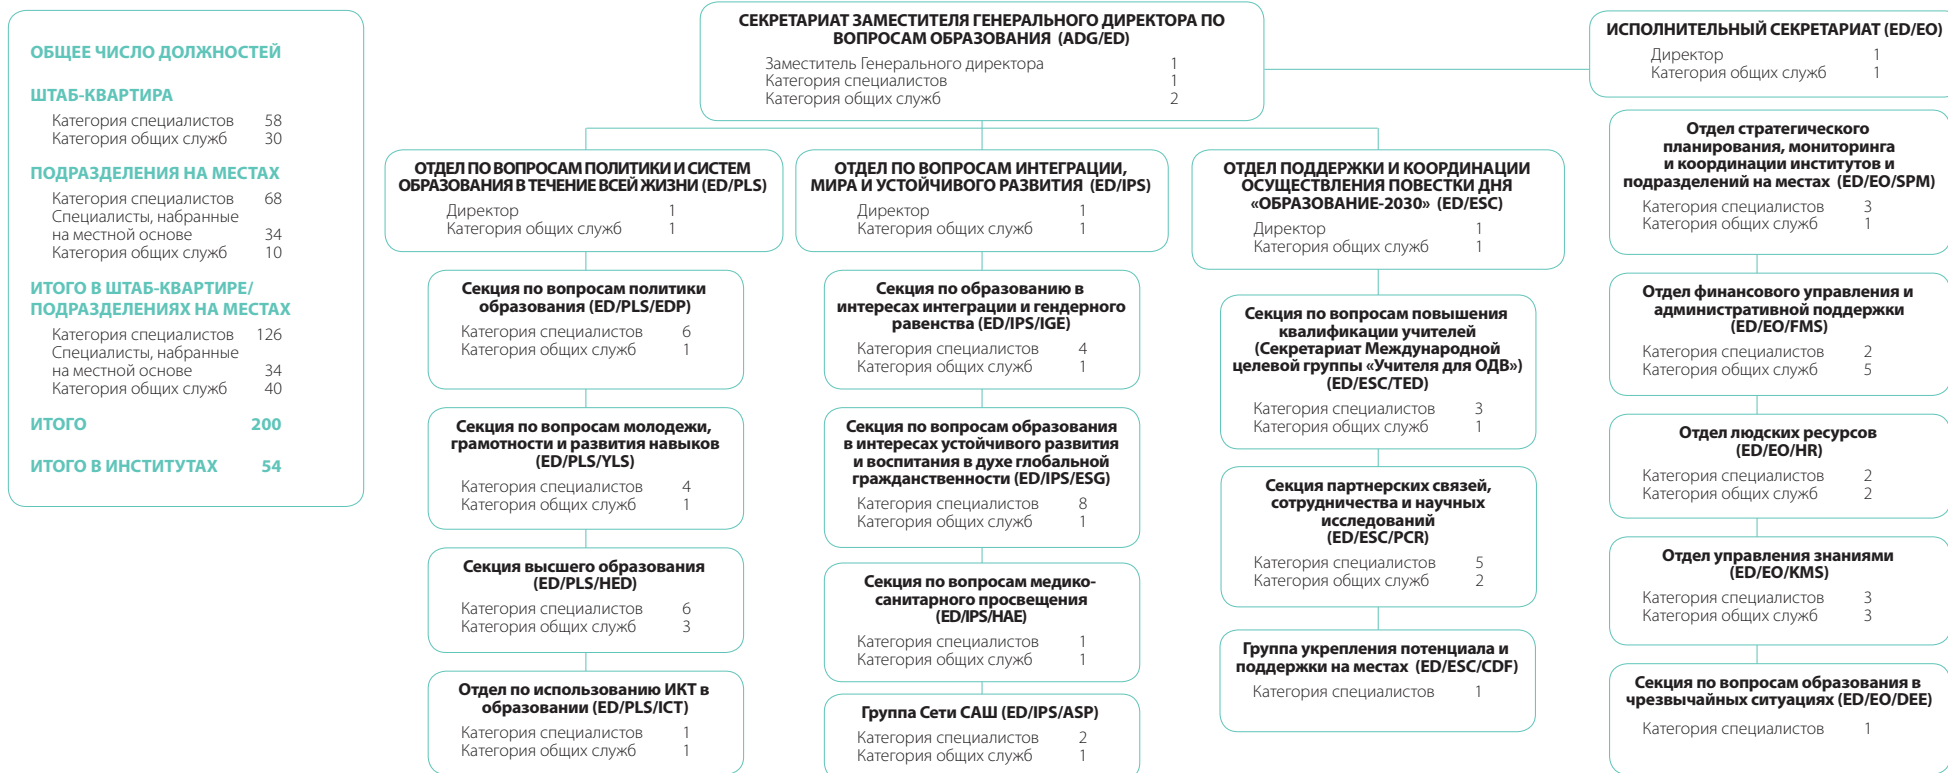 ОБЩЕЕ ЧИСЛО ДОЛЖНОСТЕЙ
ШТАБ-КВАРТИРА
Категория специалистов 58
Категория общих служб 30
ПОДРАЗДЕЛЕНИЯ НА МЕСТАХ
Категория специалистов 68
Специалисты, набранные
на местной основе 34
Категория общих служб 10
ИТОГО В ШТАБ-КВАРТИРЕ/
ПОДРАЗДЕЛЕНИЯХ НА МЕСТАХ
Категория специалистов 126
Специалисты, набранные
на местной основе 34
Категория общих служб 40
ИТОГО 200
ИТОГО В ИНСТИТУТАХ 54
СЕКРЕТАРИАТ ЗАМЕСТИТЕЛЯ ГЕНЕРАЛЬНОГО ДИРЕКТОРА ПО
ВОПРОСАМ ОБРАЗОВАНИЯ (ADG/ED)
Заместитель Генерального директора 1
Категория специалистов 1
Категория общих служб 2
ИСПОЛНИТЕЛЬНЫЙ СЕКРЕТАРИАТ (ED/EO)
Директор 1
Категория общих служб 1
ОТДЕЛ ПО ВОПРОСАМ ПОЛИТИКИ И СИСТЕМ
ОБРАЗОВАНИЯ В ТЕЧЕНИЕ ВСЕЙ ЖИЗНИ (ED/PLS)
Директор 1
Категория общих служб 1
Секция по вопросам политики
образования (ED/PLS/EDP)
Категория специалистов 6
Категория общих служб 1
Секция по вопросам молодежи,
грамотности и развития навыков
(ED/PLS/YLS)
Категория специалистов 4
Категория общих служб 1
Секция высшего образования
(ED/PLS/HED)
Категория специалистов 6
Категория общих служб 3
Отдел по использованию ИКТ в
образовании (ED/PLS/ICT)
Категория специалистов 1
Категория общих служб 1
ОТДЕЛ ПО ВОПРОСАМ ИНТЕГРАЦИИ,
МИРА И УСТОЙЧИВОГО РАЗВИТИЯ (ED/IPS)
Директор 1
Категория общих служб 1
Секция по образованию в
интересах интеграции и гендерного
равенства (ED/IPS/IGE)
Категория специалистов 4
Категория общих служб 1
Секция по вопросам образования
в интересах устойчивого развития
и воспитания в духе глобальной
гражданственности (ED/IPS/ESG)
Категория специалистов 8
Категория общих служб 1
Секция по вопросам медико-
санитарного просвещения
(ED/IPS/HAE)
Категория специалистов 1
Категория общих служб 1
Группа Сети САШ (ED/IPS/ASP)
Категория специалистов 2
Категория общих служб 1
ОТДЕЛ ПОДДЕРЖКИ И КООРДИНАЦИИ
ОСУЩЕСТВЛЕНИЯ ПОВЕСТКИ ДНЯ
«ОБРАЗОВАНИЕ-2030» (ED/ESC)
Директор 1
Категория общих служб 1
Секция по вопросам повышения
квалификации учителей
(Секретариат Международной
целевой группы «Учителя для ОДВ»)
(ED/ESC/TED)
Категория специалистов 3
Категория общих служб 1
Секция партнерских связей,
сотрудничества и научных
исследований
(ED/ESC/PCR)
Категория специалистов 5
Категория общих служб 2
Группа укрепления потенциала и
поддержки на местах (ED/ESC/CDF)
Категория специалистов 1
Отдел стратегического
планирования, мониторинга
и координации институтов и
подразделений на местах (ED/EO/SPM)
Категория специалистов 3
Категория общих служб 1
Отдел финансового управления и
административной поддержки
(ED/EO/FMS)
Категория специалистов 2
Категория общих служб 5
Отдел людских ресурсов
(ED/EO/HR)
Категория специалистов 2
Категория общих служб 2
Отдел управления знаниями
(ED/EO/KMS)
Категория специалистов 3
Категория общих служб 3
Секция по вопросам образования в
чрезвычайных ситуациях (ED/EO/DEE)
Категория специалистов 1